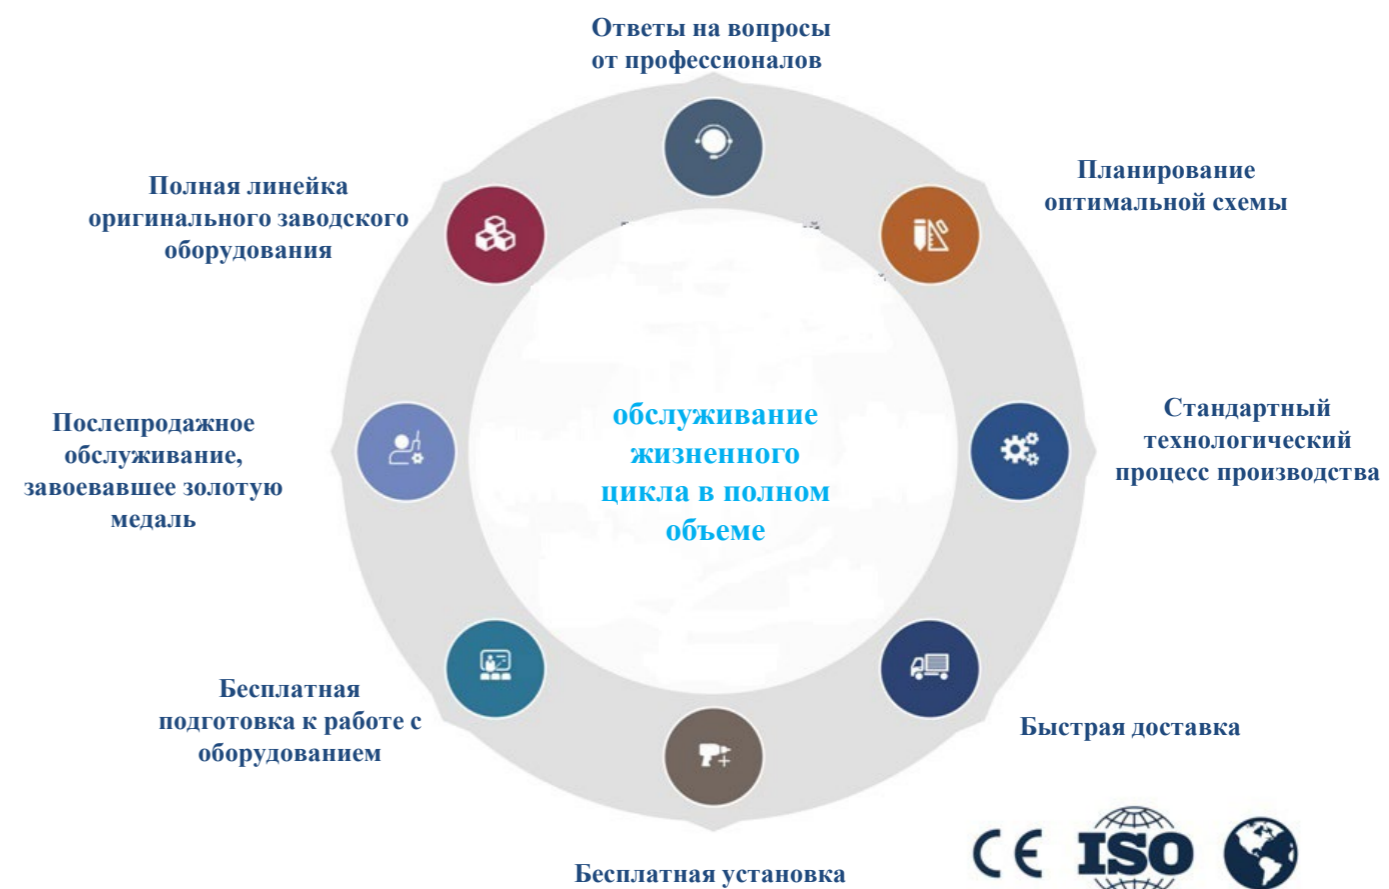 Ответы на вопросы
от профессионалов
Планирование
оптимальной схемы
Полная линейка
оригинального заводского
оборудования
Стандартный
технологический
процесс производства
Послепродажное
обслуживание,
завоевавшее золотую
медаль
обслуживание
жизненного
цикла в полном
объеме
Бесплатная
подготовка к работе с
оборудованием
Быстрая доставка
Бесплатная установка
CE ISO